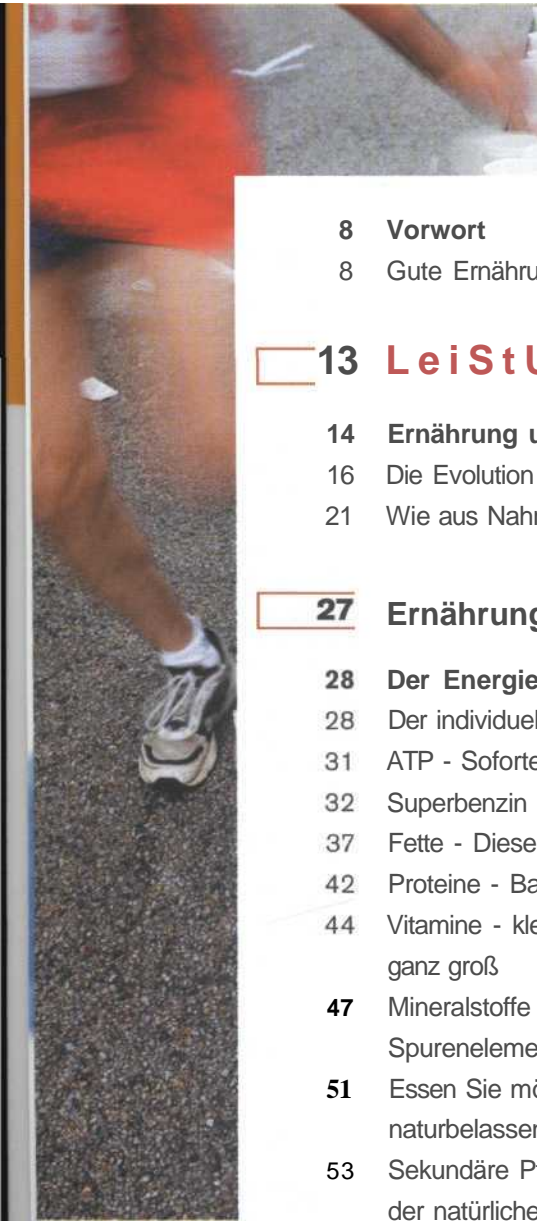 8 Vorwort
8 Gute Ernähru
13 LeiStU
14 Ernährung u
16 Die Evolution
21 Wie aus Nahr
27 Ernährung
28 Der Energie
28 Der individuel
31 ATP - Soforte
32 Superbenzin
37 Fette - Diese
42 Proteine - Ba
44 Vitamine - kle
ganz groß
47 Mineralstoffe
Spureneleme
51 Essen Sie mö
naturbelassen
53 Sekundäre Pf
der natürliche